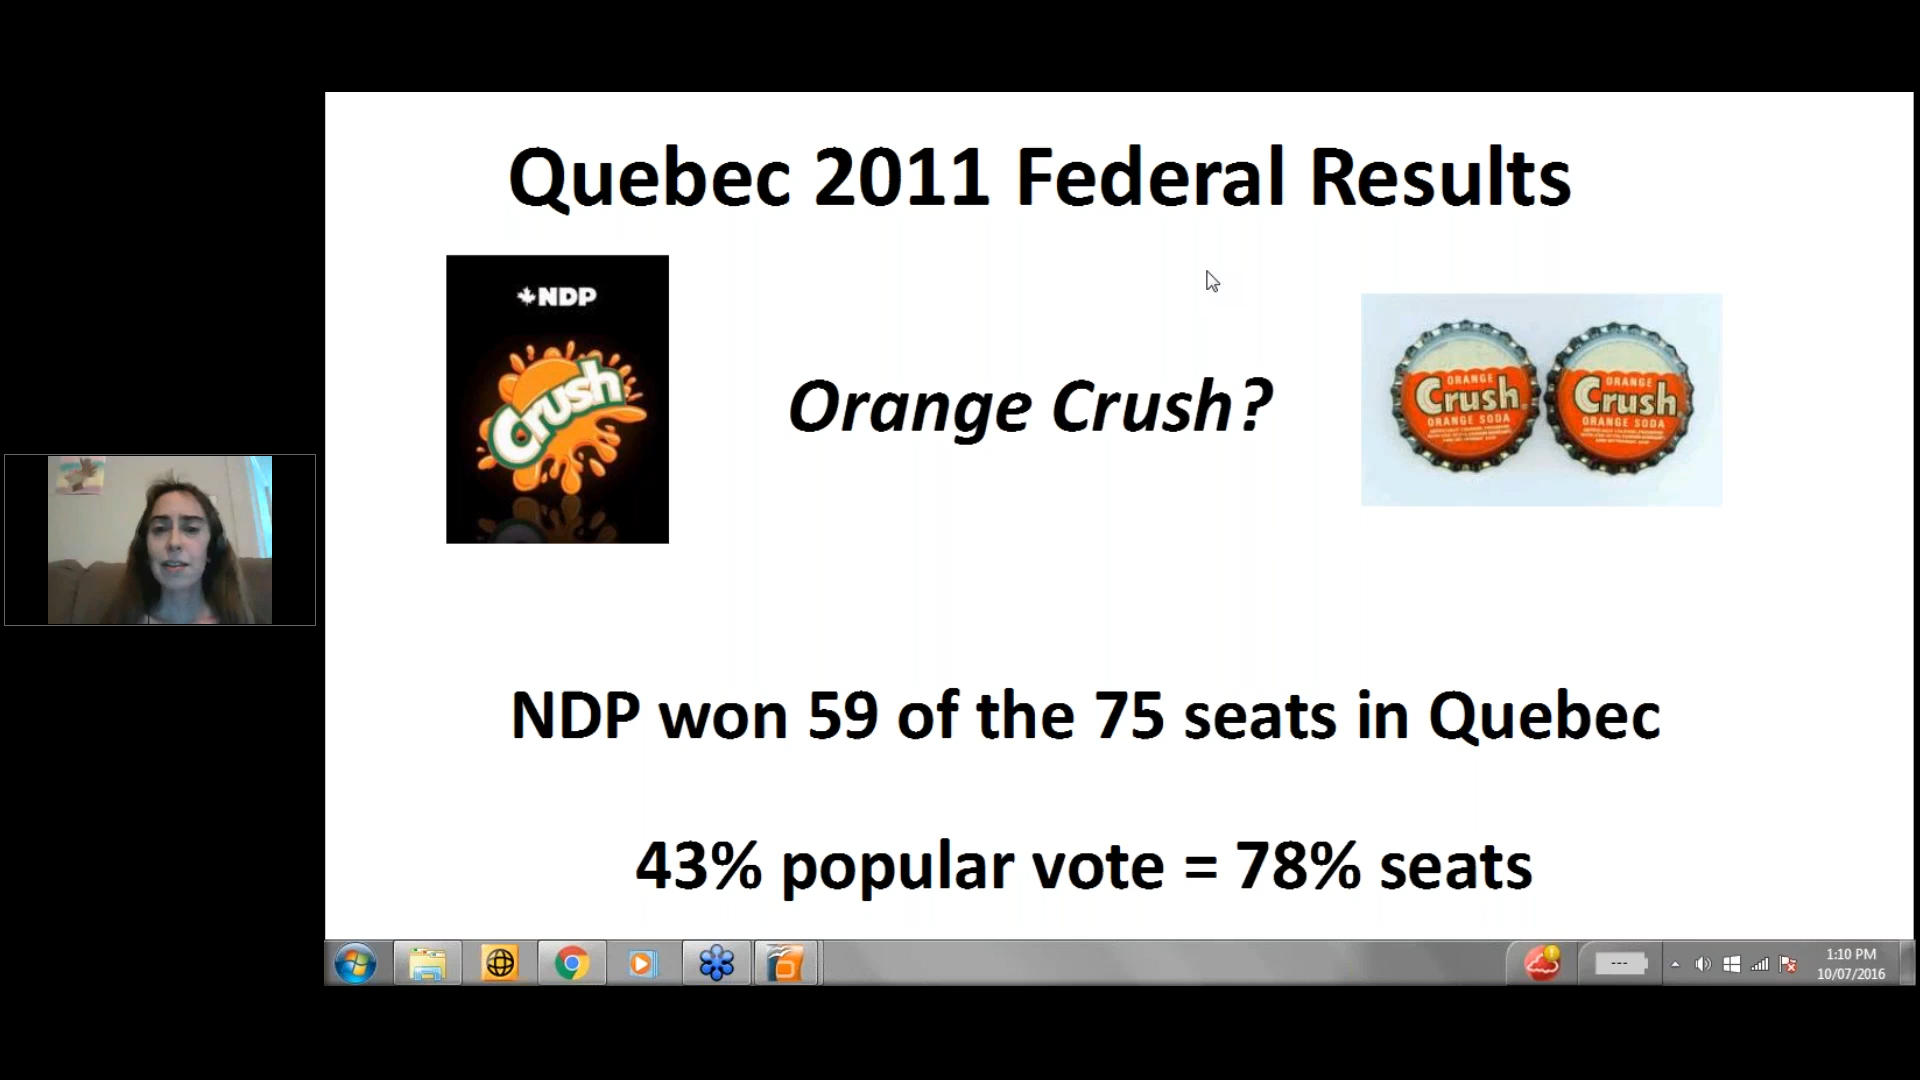 Quebec 2011 Federal Results
NDP
Crush
Orange Crush?
ORANGE
Crush
ORANGE SODA
ORANGE
Crush
ORANGE SODA
NDP won 59 of the 75 seats in Quebec
43% popular vote = 78% seats
1:10 PM
10/07/2016